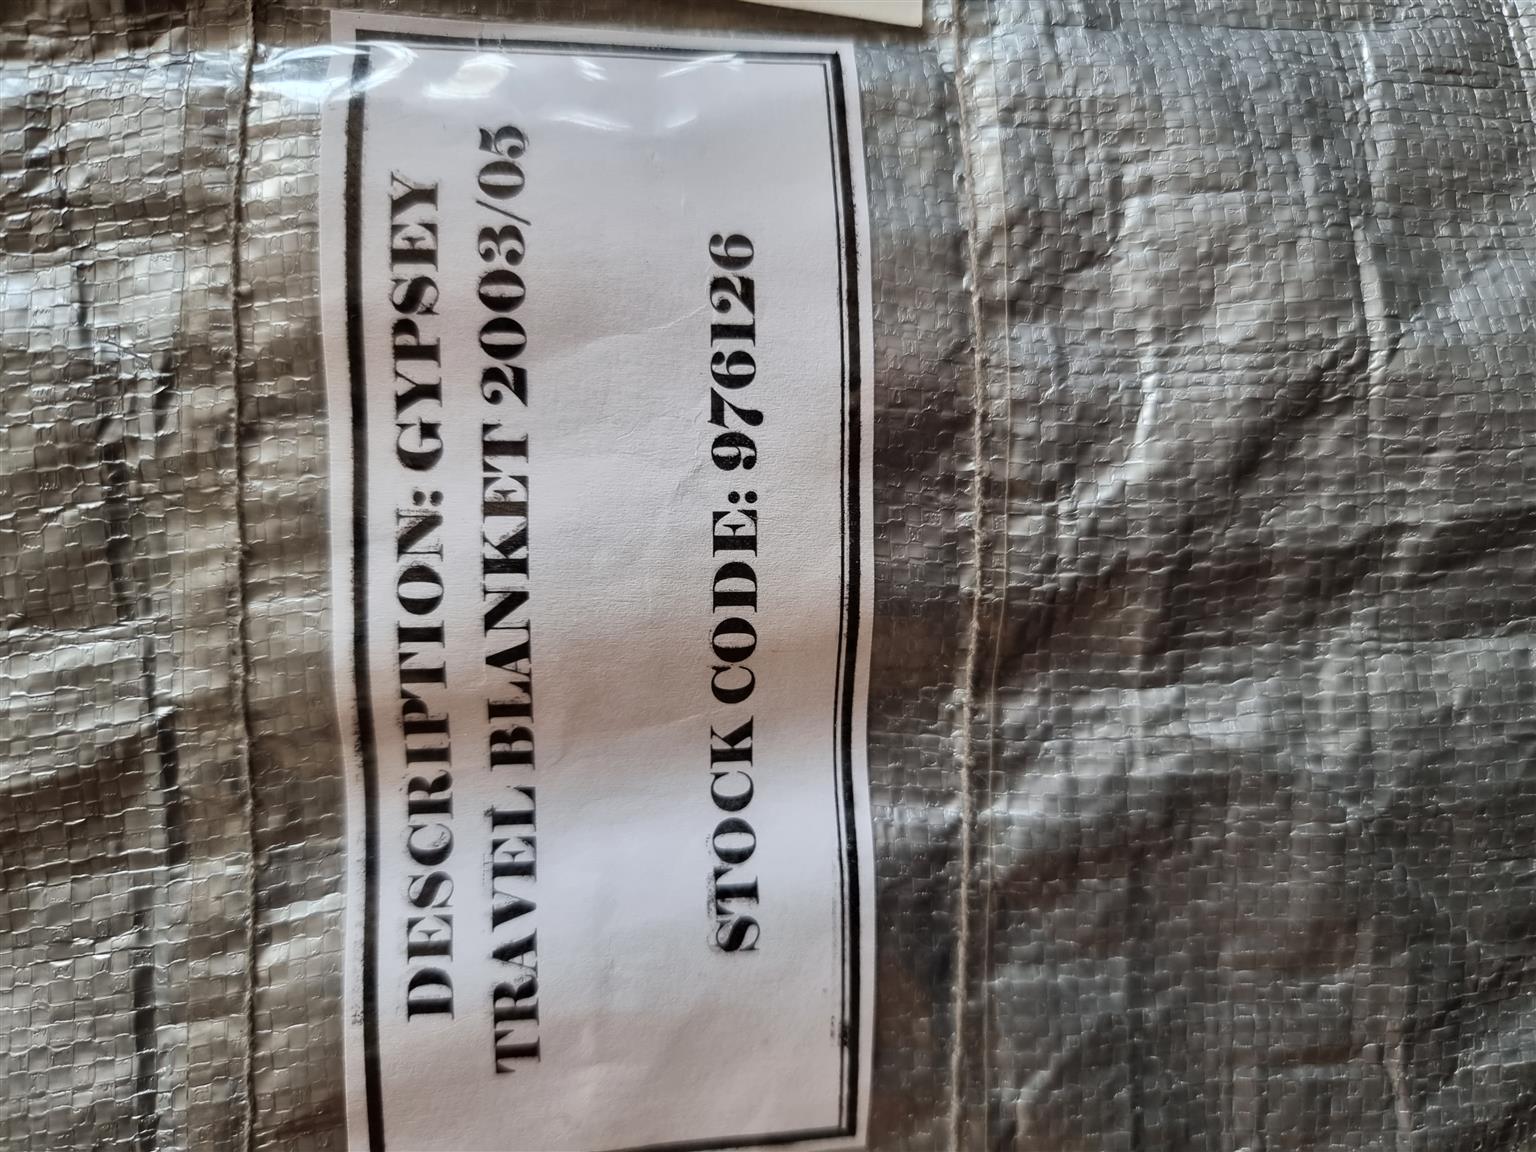 DESCRIPTION: GYPSEY
TRAVEL BLANKET 2003/05
STOCK CODE: 976126